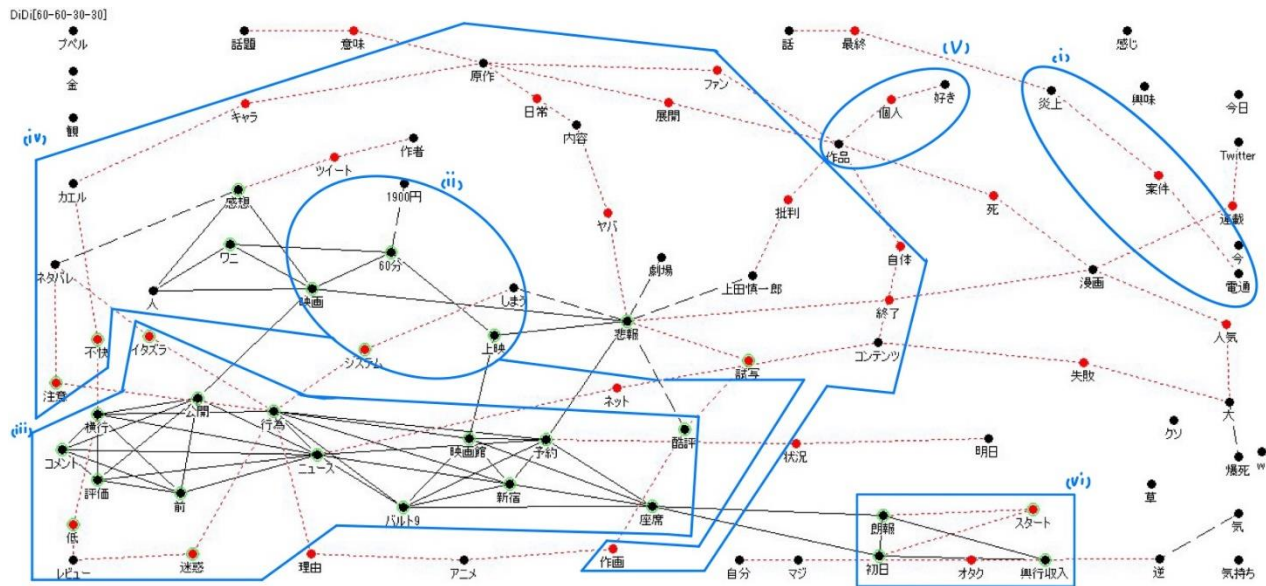 DiDi[60-60-30-30]
プペル
話題
意味
話
最終
感じ
金
原作
ファン
(V)
(i)
個人
好き
炎上
興味
今日
観
キャラ
日常
展開
(iv)
内容
作者
作品
Twitter
ツイート
(ii)
カエル
感想
1900円
案件
死
批判
連載
ヤバ
ワニ
60分
自体
今
ネタバレ
劇場
上田慎一郎
漫画
電通
人
映画
しまう
終了
悲報
人気
不快
イタズラ
システム
上映
コンテンツ
試写
失敗
注意
ネット
大
(iii)
横行
公開
行為
酷評
クソ
コメント
ニュース
映画館
予約
状況
明日
爆死
w
評価
前
新宿
草
(vi)
バルト9
座席
朗報
スタート
気
低
レビュー
迷惑
理由
アニメ
作画
自分
マジ
初日
オタク
興行収入
逆
気持ち